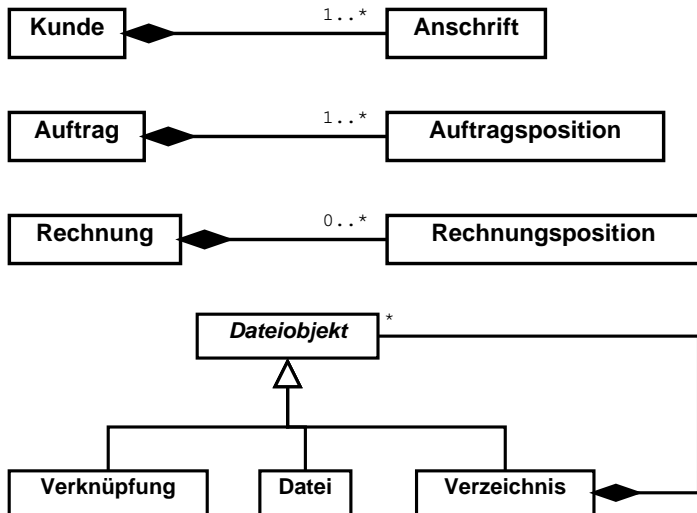 Kunde 1..* Anschrift
Auftrag 1..* Auftragsposition
Rechnung 0..* Rechnungsposition
Dateiobjekt *
Verknüpfung Datei Verzeichnis